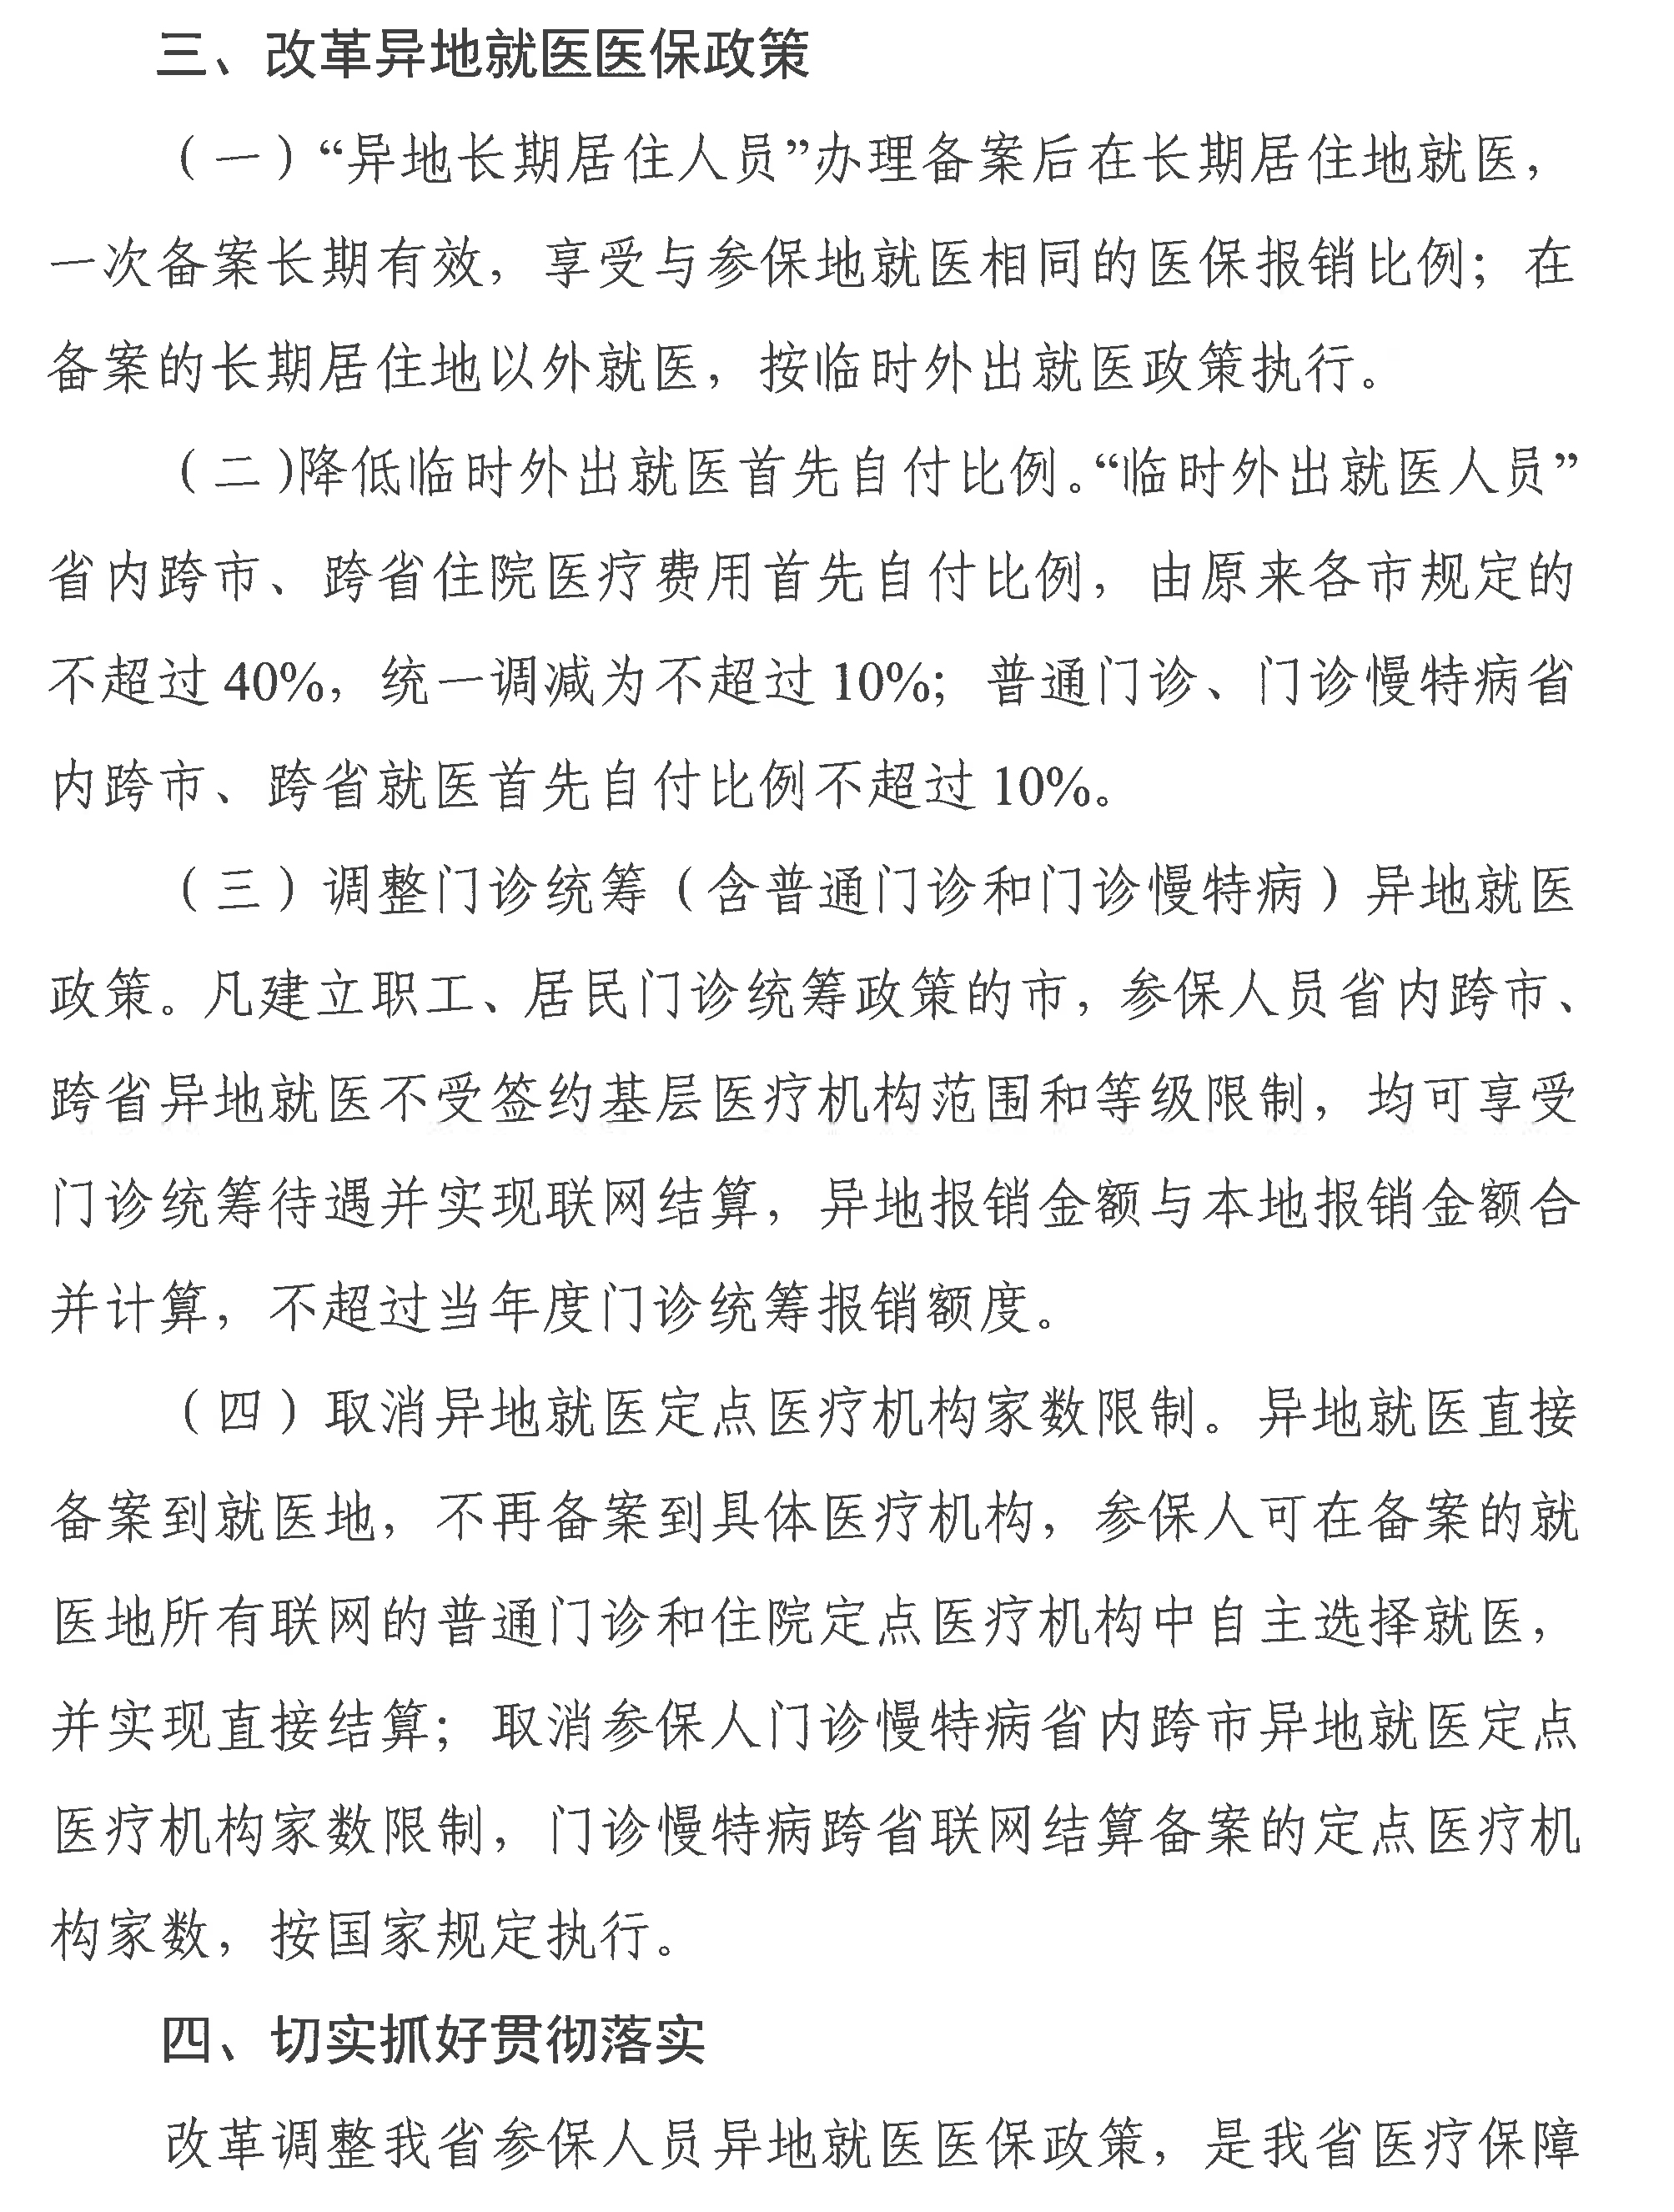 三、改革异地就医医保政策
（一）“异地长期居住人员”办理备案后在长期居住地就医，
一次备案长期有效，享受与参保地就医相同的医保报销比例；在
备案的长期居住地以外就医，按临时外出就医政策执行。
（二）降低临时外出就医首先自付比例。“临时外出就医人员”
省内跨市、跨省住院医疗费用首先自付比例，由原来各市规定的
不超过 40%，统一调减为不超过 10%；普通门诊、门诊慢特病省
内跨市、跨省就医首先自付比例不超过 10%。
（三）调整门诊统筹（含普通门诊和门诊慢特病）异地就医
政策。凡建立职工、居民门诊统筹政策的市，参保人员省内跨市、
跨省异地就医不受签约基层医疗机构范围和等级限制，均可享受
门诊统筹待遇并实现联网结算，异地报销金额与本地报销金额合
并计算，不超过当年度门诊统筹报销额度。
（四）取消异地就医定点医疗机构家数限制。异地就医直接
备案到就医地，不再备案到具体医疗机构，参保人可在备案的就
医地所有联网的普通门诊和住院定点医疗机构中自主选择就医，
并实现直接结算；取消参保人门诊慢特病省内跨市异地就医定点
医疗机构家数限制，门诊慢特病跨省联网结算备案的定点医疗机
构家数，按国家规定执行。
四、切实抓好贯彻落实
改革调整我省参保人员异地就医医保政策，是我省医疗保障